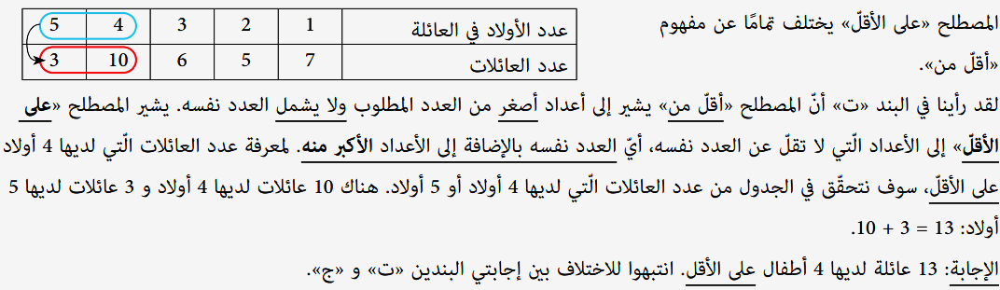 المصطلح «على الأقلّ» يختلف تمامًا عن مفهوم
«أقلّ من».
عدد الأولاد في العائلة 1 2 3 4 5
عدد العائلات 7 5 6 10 3
لقد رأينا في البند «ت» أنّ المصطلح «أقلّ من» يشير إلى أعداد أصغر من العدد المطلوب ولا يشمل العدد نفسه. يشير المصطلح «على
الأقلّ» إلى الأعداد الّتي لا تقلّ عن العدد نفسه، أيّ العدد نفسه بالإضافة إلى الأعداد الأكبر منه. لمعرفة عدد العائلات الّتي لديها 4 أولاد
على الأقلّ، سوف نتحقّق في الجدول من عدد العائلات الّتي لديها 4 أولاد أو 5 أولاد. هناك 10 عائلات لديها 4 أولاد و 3 عائلات لديها 5
أولاد: 13 = 3 + 10.
الإجابة: 13 عائلة لديها 4 أطفال على الأقل. انتبهوا للاختلاف بين إجابتي البندين «ت» و «ج».